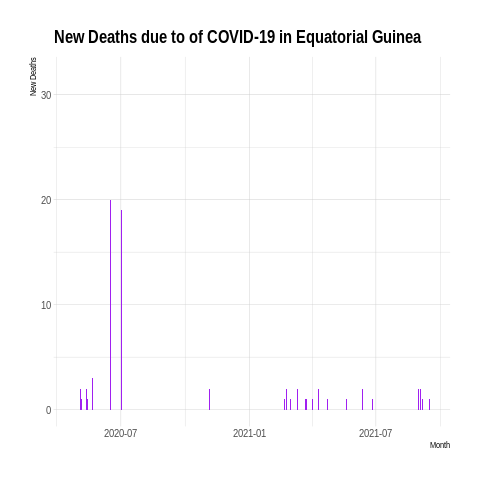 New Deaths due to of COVID-19 in Equatorial Guinea
New Deaths
30
20
10
0
2020-07 2021-01 2021-07
Month